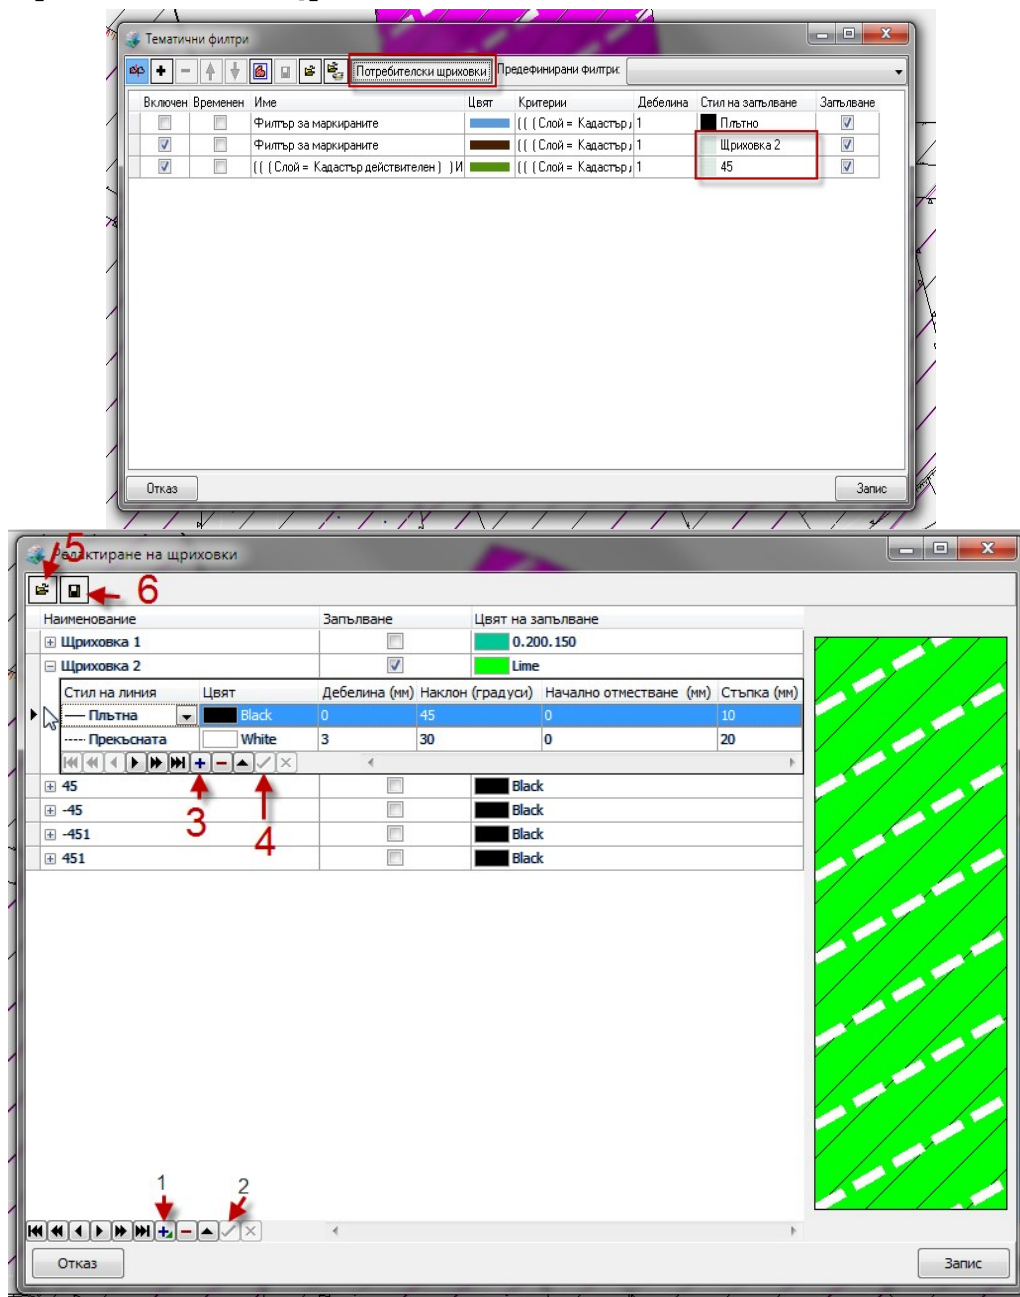 Тематични филтри
Потребителски щриховки Предефинирани филтри:
Включен Временен Име Цвят Критерии Дебелина Стил на запълване Запълване
Филтър за маркираните ( ( ( Слой = Кадастър 1 Плътно
Филтър за маркираните ( ( ( Слой = Кадастър 1 Щриховка 2
( ( ( Слой = Кадастър действителен ) ) И ( ( ( Слой = Кадастър 1 45
Отказ Запис
5
Редактиране на щриховки
6
Наименование Запълване Цвят на запълване
Щриховка 1 0.200.150
Щриховка 2 Lime
Стил на линия Цвят Дебелина (мм) Наклон (градуси) Начално отместване (мм) Стъпка (мм)
Плътна Black 0 45 0 10
Прекъсната White 3 30 0 20
45 Black
-45 Black
-451 Black
451 Black
3 4
1 2
Отказ Запис